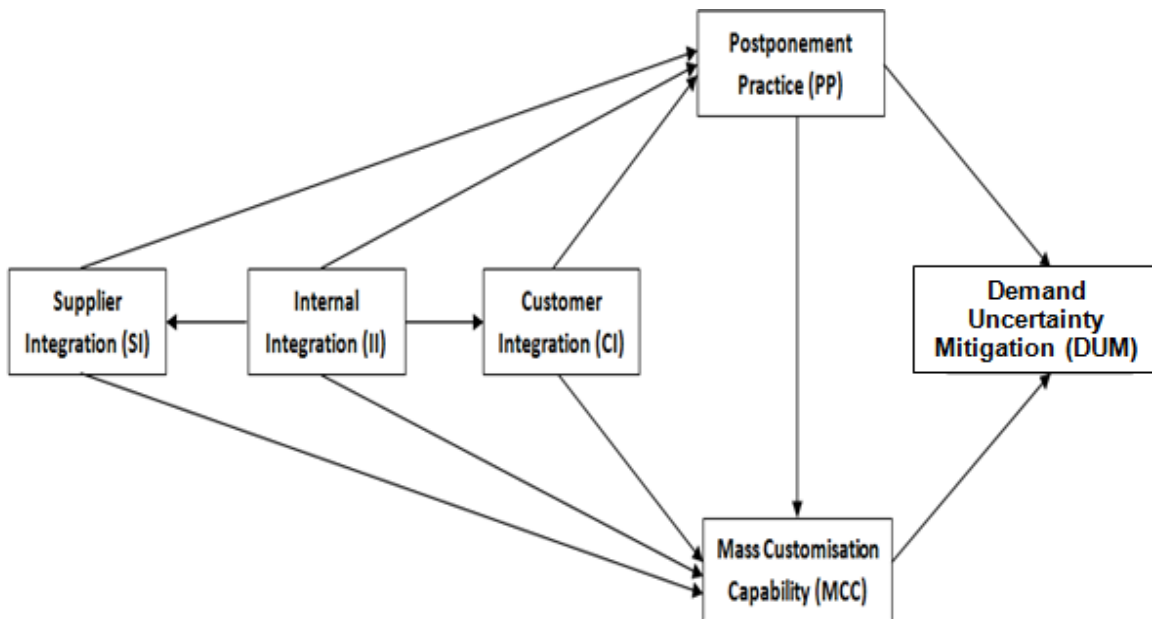 Postponement
Practice (PP)
Supplier
Integration (SI)
Internal
Integration (II)
Customer
Integration (CI)
Demand
Uncertainty
Mitigation (DUM)
Mass Customisation
Capability (MCC)